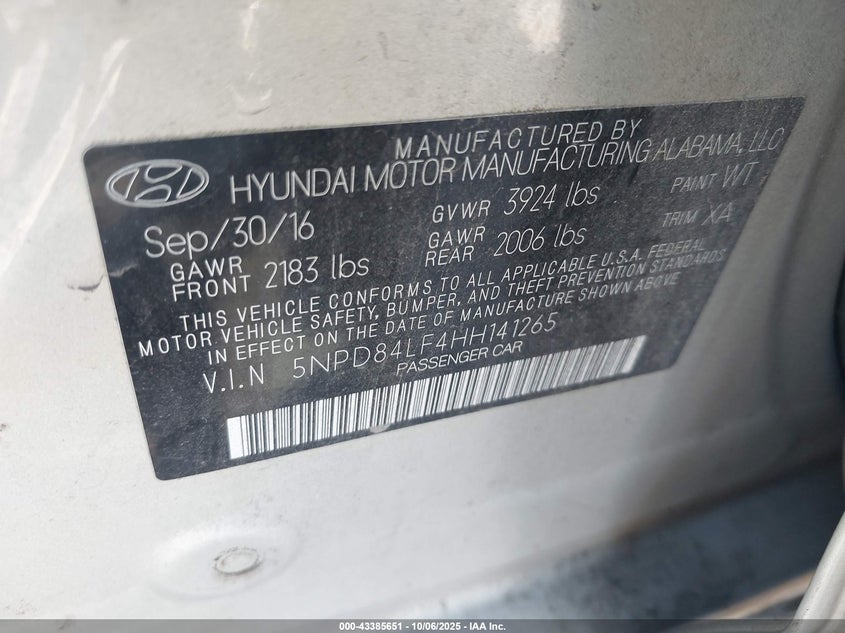 MANUFACTURED BY
HYUNDAI MOTOR MANUFACTURING ALABAMA, LLC
Sep/30/16 GVWR 3924 lbs PAINT WT
GAWR FRONT 2183 lbs GAWR REAR 2006 lbs TRIM XA
THIS VEHICLE CONFORMS TO ALL APPLICABLE U.S.A. FEDERAL
MOTOR VEHICLE SAFETY, BUMPER, AND THEFT PREVENTION STANDARDS
IN EFFECT ON THE DATE OF MANUFACTURE SHOWN ABOVE
V.I.N 5NPD84LF4HH141265
PASSENGER CAR
000-43385651 - 10/06/2025 - IAA Inc.